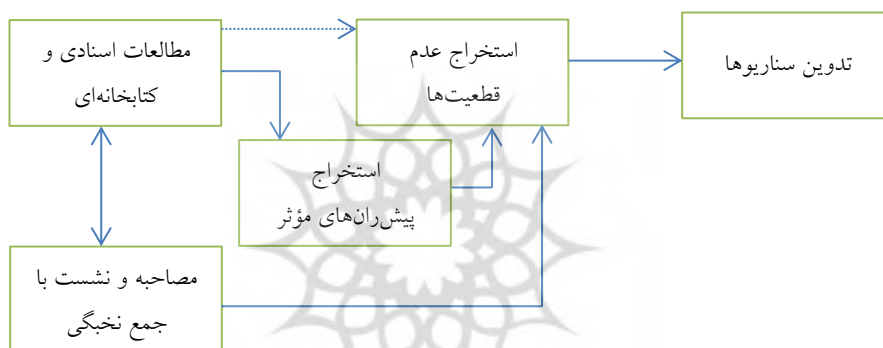 مطالعات اسنادی و
کتابخانه‌ای
استخراج عدم
قطعیت‌ها
تدوین سناریوها
استخراج
پیش‌ران‌های مؤثر
مصاحبه و نشست با
جمع نخبگی